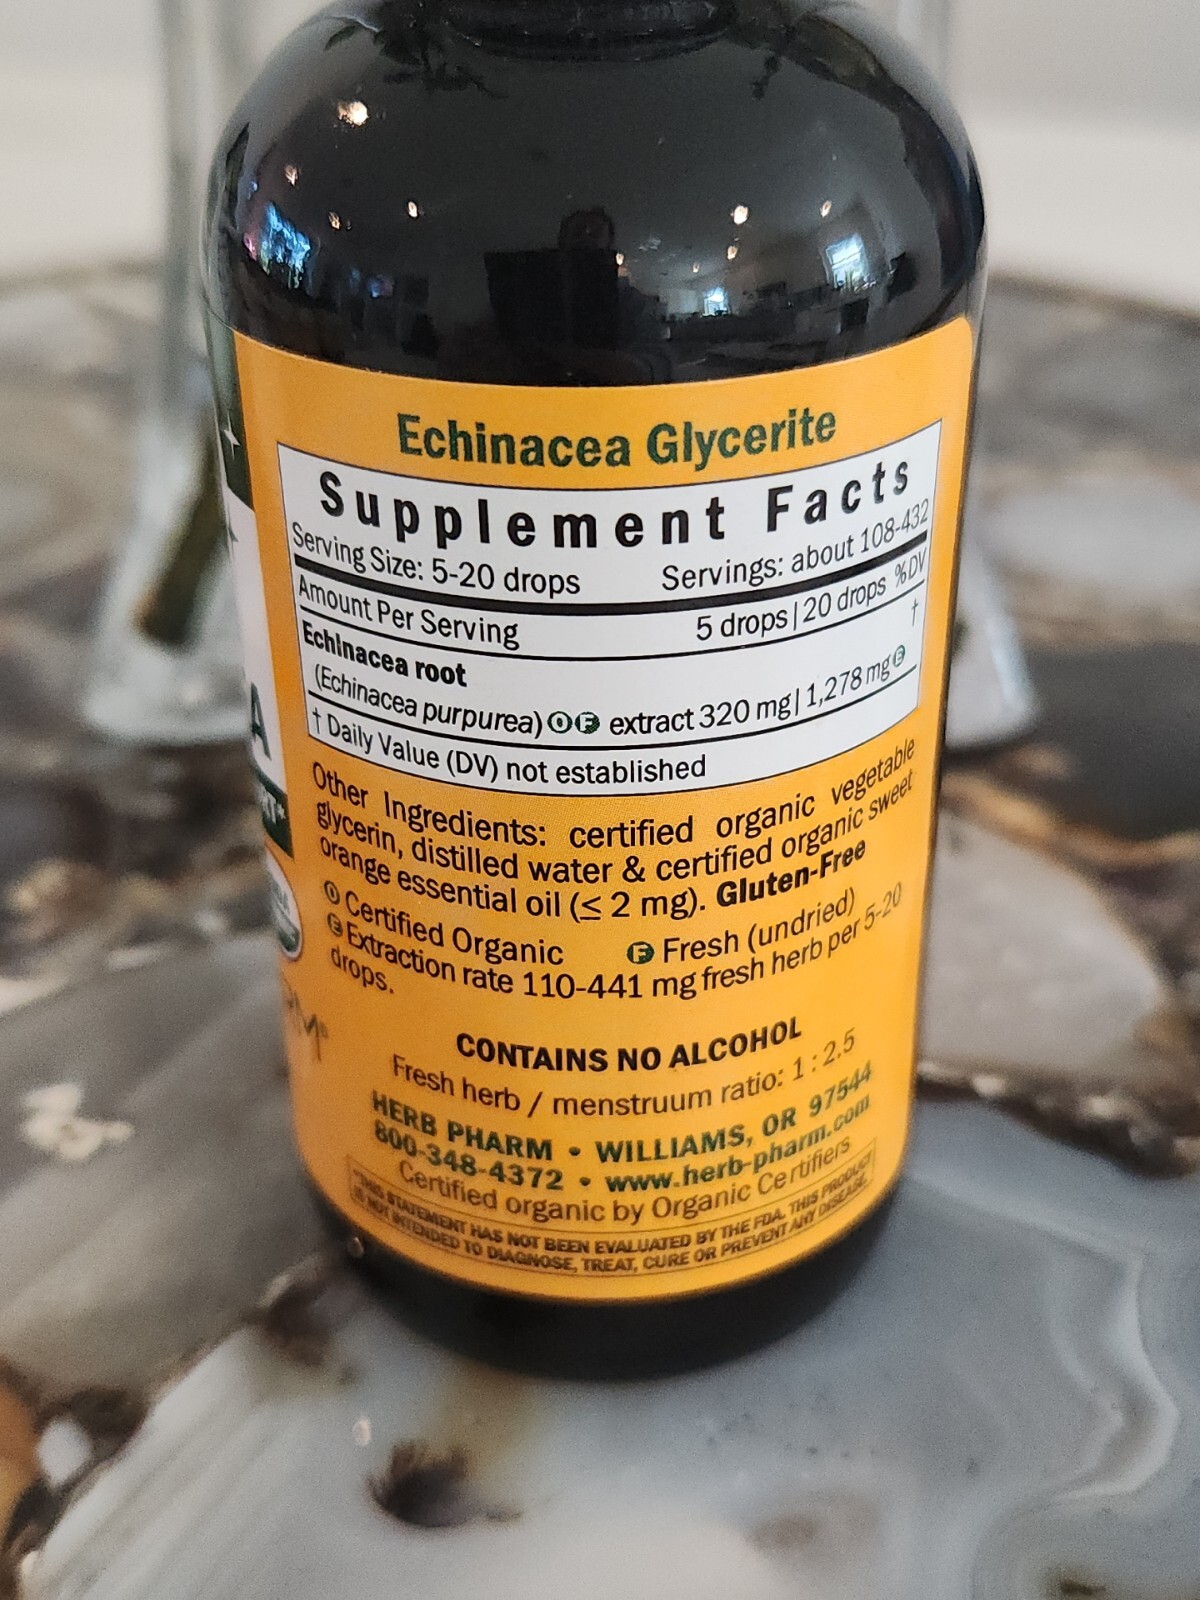 Echinacea Glycerite
Supplement Facts
Serving Size: 5-20 drops Servings: about 108-432
Amount Per Serving 5 drops | 20 drops %DV
Echinacea root †
(Echinacea purpurea) Ⓞ Ⓕ extract 320 mg | 1,278 mg Ⓔ
† Daily Value (DV) not established
Other Ingredients: certified organic vegetable
glycerin, distilled water & certified organic sweet
orange essential oil (≤ 2 mg). Gluten-Free
Ⓞ Certified Organic Ⓕ Fresh (undried)
Ⓔ Extraction rate 110-441 mg fresh herb per 5-20
drops.
CONTAINS NO ALCOHOL
Fresh herb / menstruum ratio: 1 : 2.5
HERB PHARM • WILLIAMS, OR 97544
800-348-4372 • www.herb-pharm.com
Certified organic by Organic Certifiers
THIS STATEMENT HAS NOT BEEN EVALUATED BY THE FDA. THIS PRODUCT
IS NOT INTENDED TO DIAGNOSE, TREAT, CURE OR PREVENT ANY DISEASE.